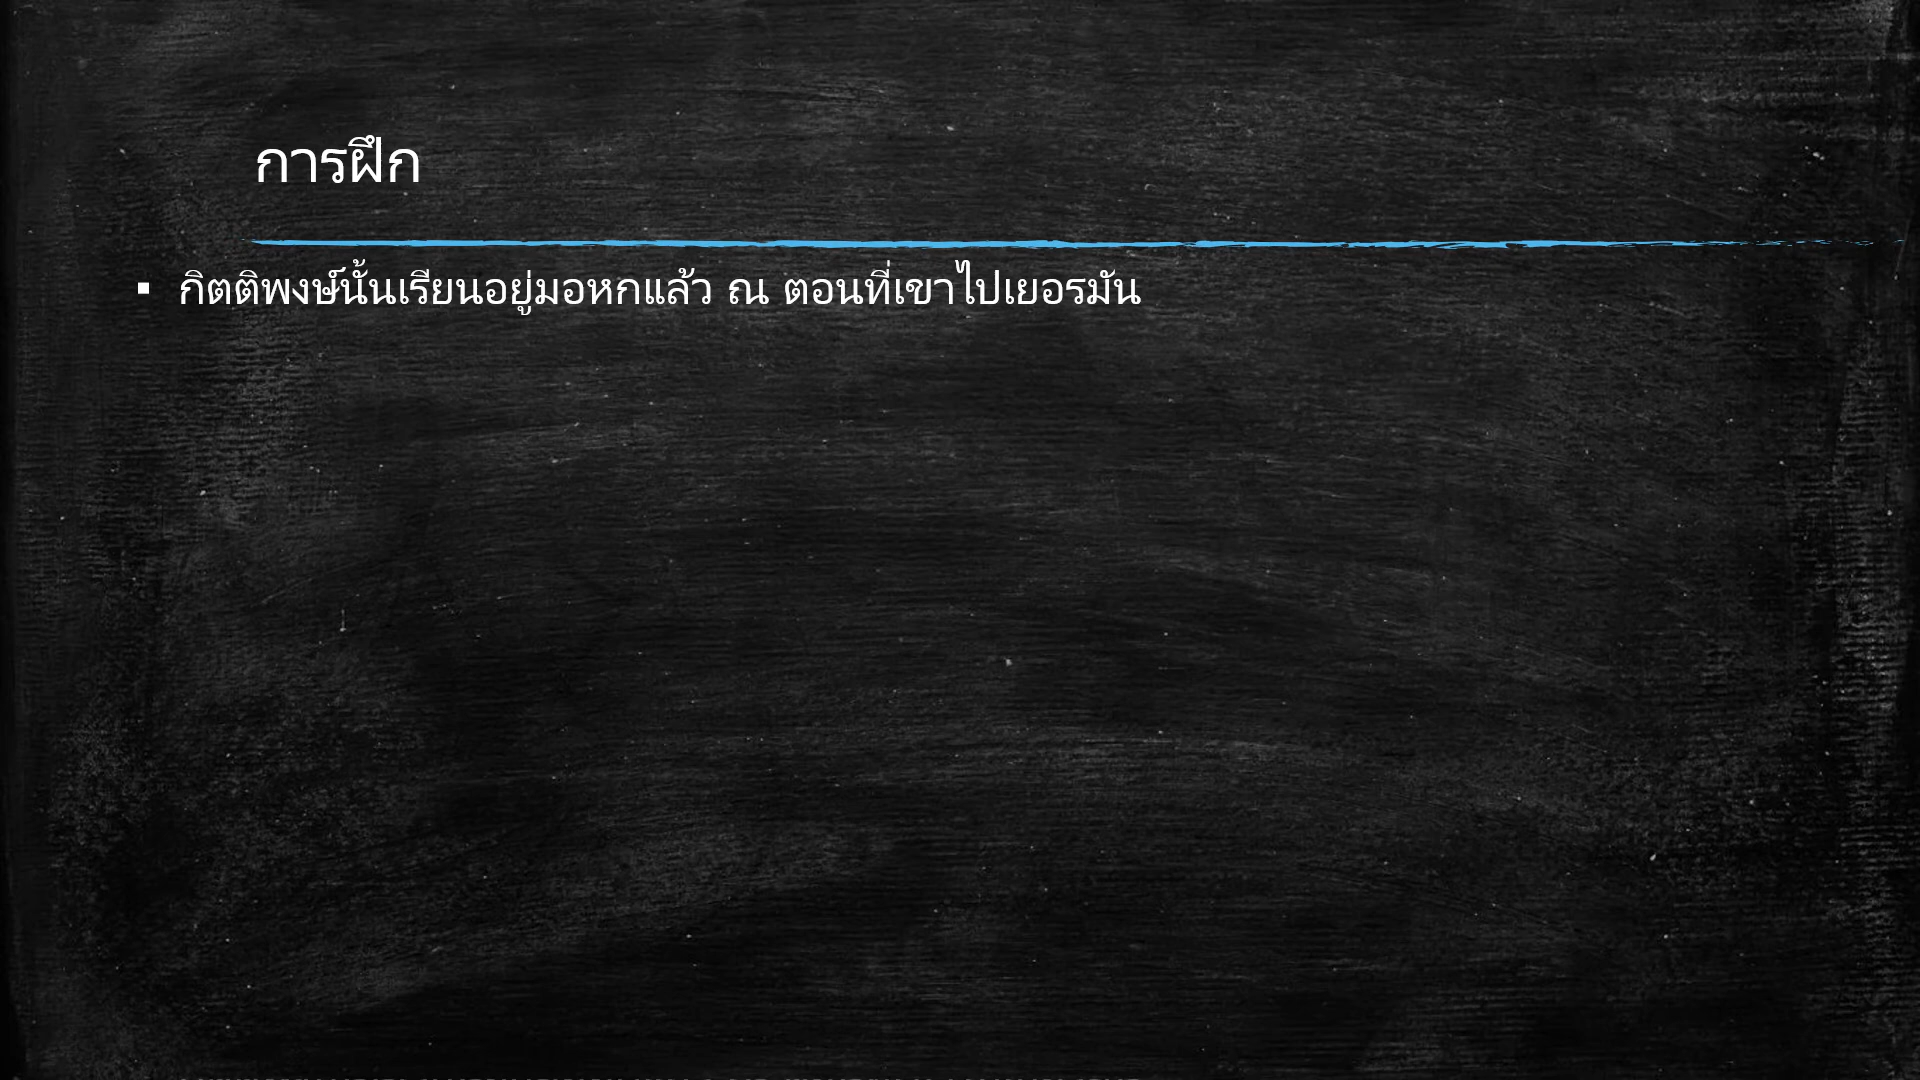 การฝึก
▪ กิตติพงษ์นั้นเรียนอยู่มอหกแล้ว ณ ตอนที่เขาไปเยอรมัน